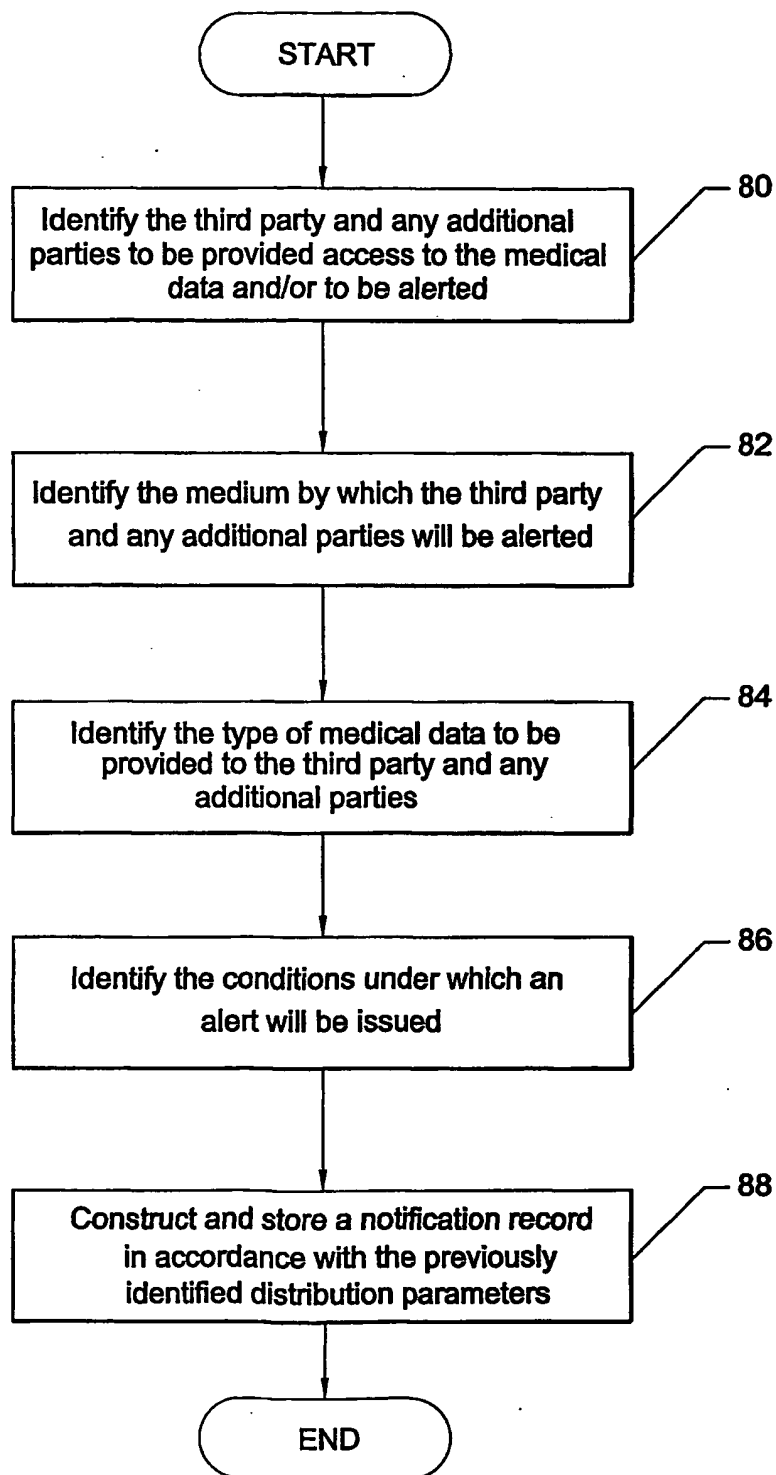 START
80
Identify the third party and any additional
parties to be provided access to the medical
data and/or to be alerted
82
Identify the medium by which the third party
and any additional parties will be alerted
84
Identify the type of medical data to be
provided to the third party and any
additional parties
86
Identify the conditions under which an
alert will be issued
88
Construct and store a notification record
in accordance with the previously
identified distribution parameters
END